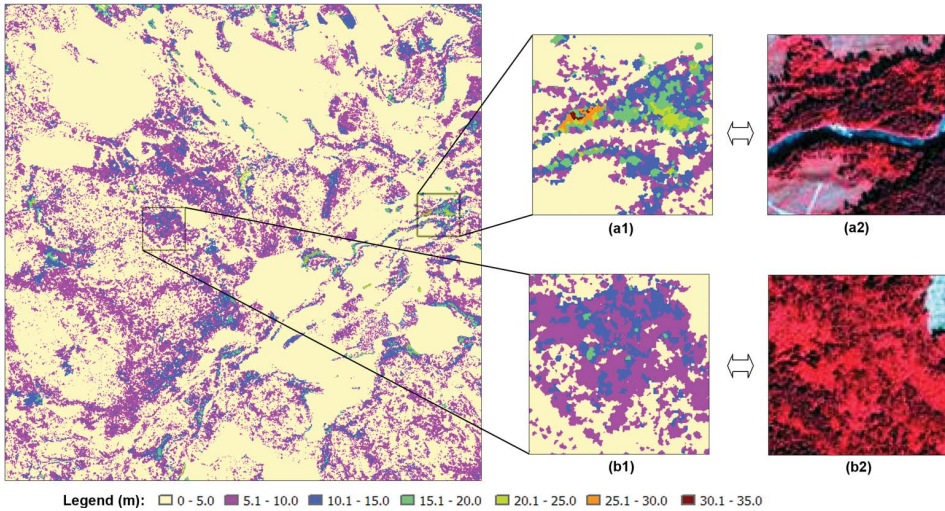 (a1)
(a2)
(b1)
(b2)
Legend (m): 0 - 5.0 5.1 - 10.0 10.1 - 15.0 15.1 - 20.0 20.1 - 25.0 25.1 - 30.0 30.1 - 35.0